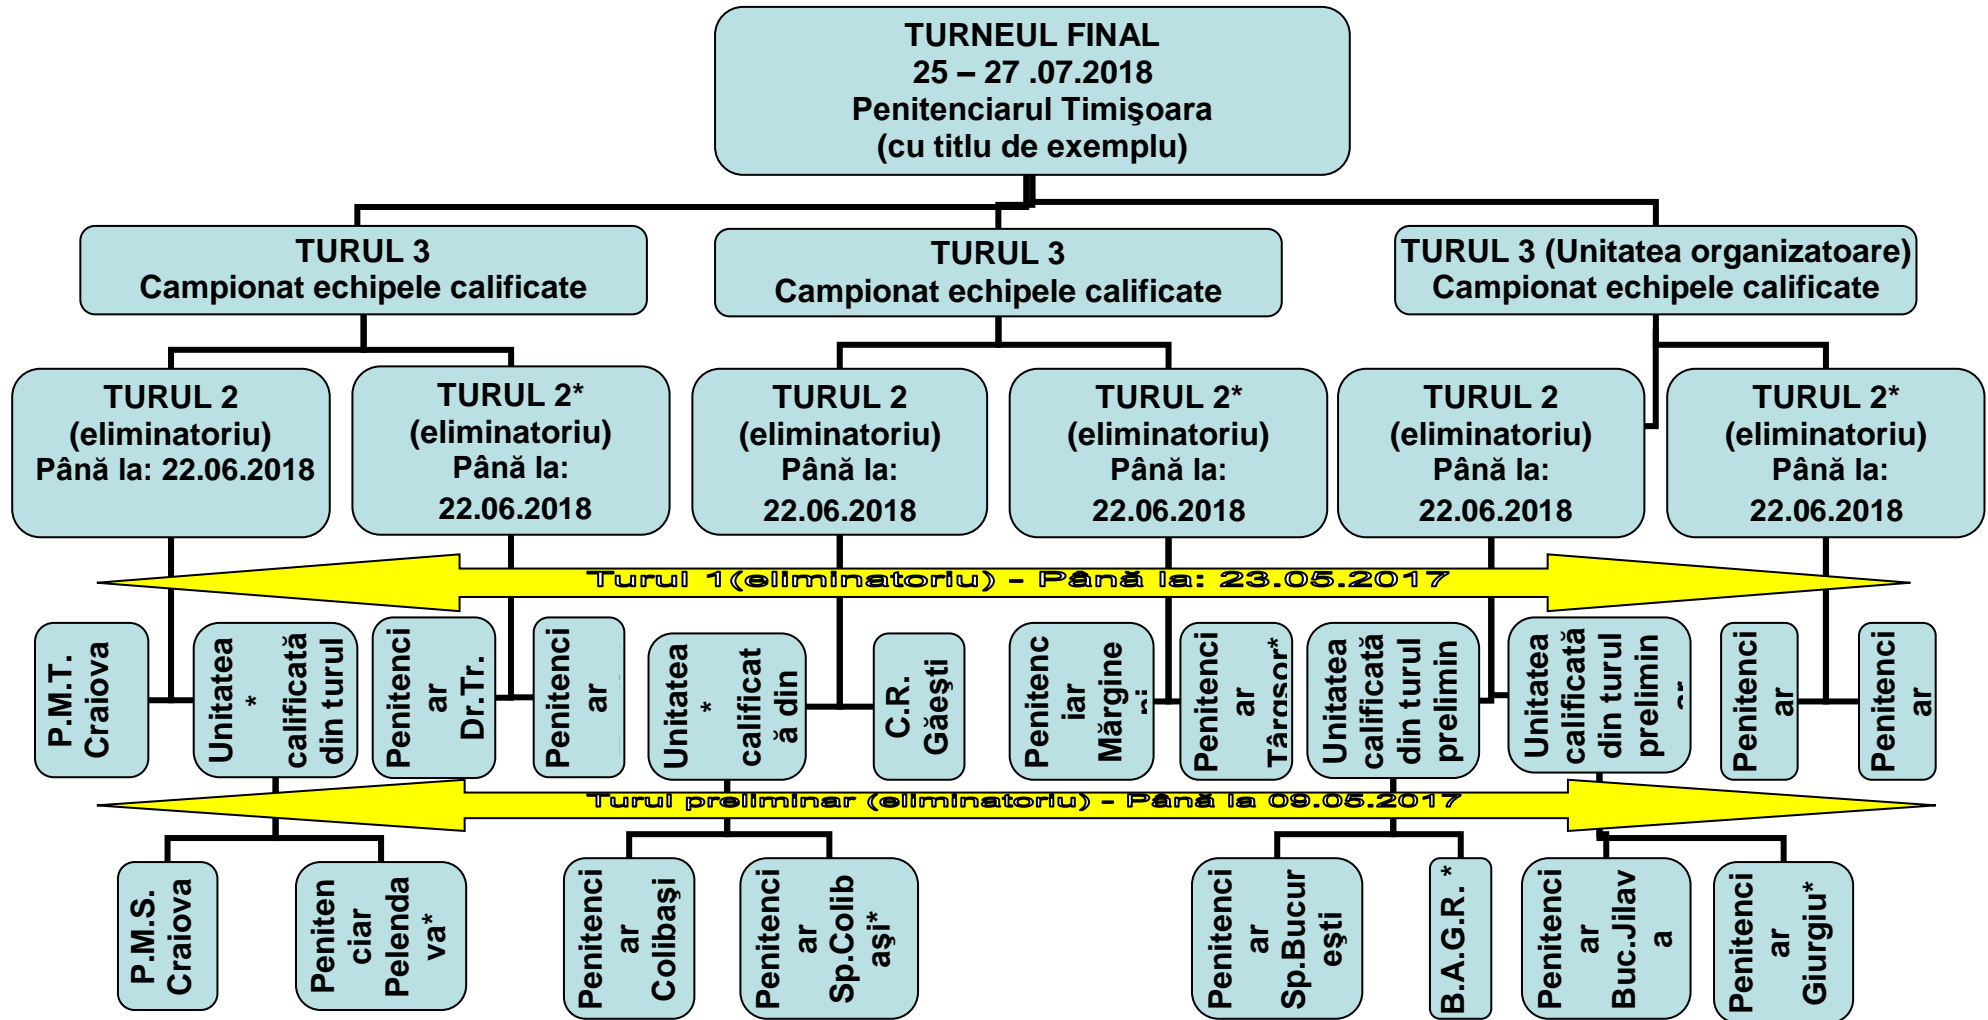 TURNEUL FINAL
25 – 27 .07.2018
Penitenciarul Timişoara
(cu titlu de exemplu)
TURUL 3
Campionat echipele calificate
TURUL 3
Campionat echipele calificate
TURUL 3 (Unitatea organizatoare)
Campionat echipele calificate
TURUL 2
(eliminatoriu)
Până la: 22.06.2018
TURUL 2*
(eliminatoriu)
Până la:
22.06.2018
TURUL 2
(eliminatoriu)
Până la:
22.06.2018
TURUL 2*
(eliminatoriu)
Până la:
22.06.2018
TURUL 2
(eliminatoriu)
Până la:
22.06.2018
TURUL 2*
(eliminatoriu)
Până la:
22.06.2018
Turul 1(eliminatoriu) - Până la: 23.05.2017
P.M.T.
Craiova
Unitatea
*
calificată
din turul
Penitenci
ar
Dr.Tr.
Penitenci
ar
Unitatea
*
calificat
ă din
C.R.
Găeşti
Penitenc
iar
Mărgine
ni
Penitenci
ar
Târgşor*
Unitatea
calificată
din turul
prelimin
Unitatea
calificată
din turul
prelimin
ar
Penitenci
ar
Penitenci
ar
Turul preliminar (eliminatoriu) - Până la 09.05.2017
P.M.S.
Craiova
Peniten
ciar
Pelenda
va*
Penitenci
ar
Colibaşi
Penitenci
ar
Sp.Colib
aşi*
Penitenci
ar
Sp.Bucur
eşti
B.A.G.R. *
Penitenci
ar
Buc.Jilav
a
Penitenci
ar
Giurgiu*